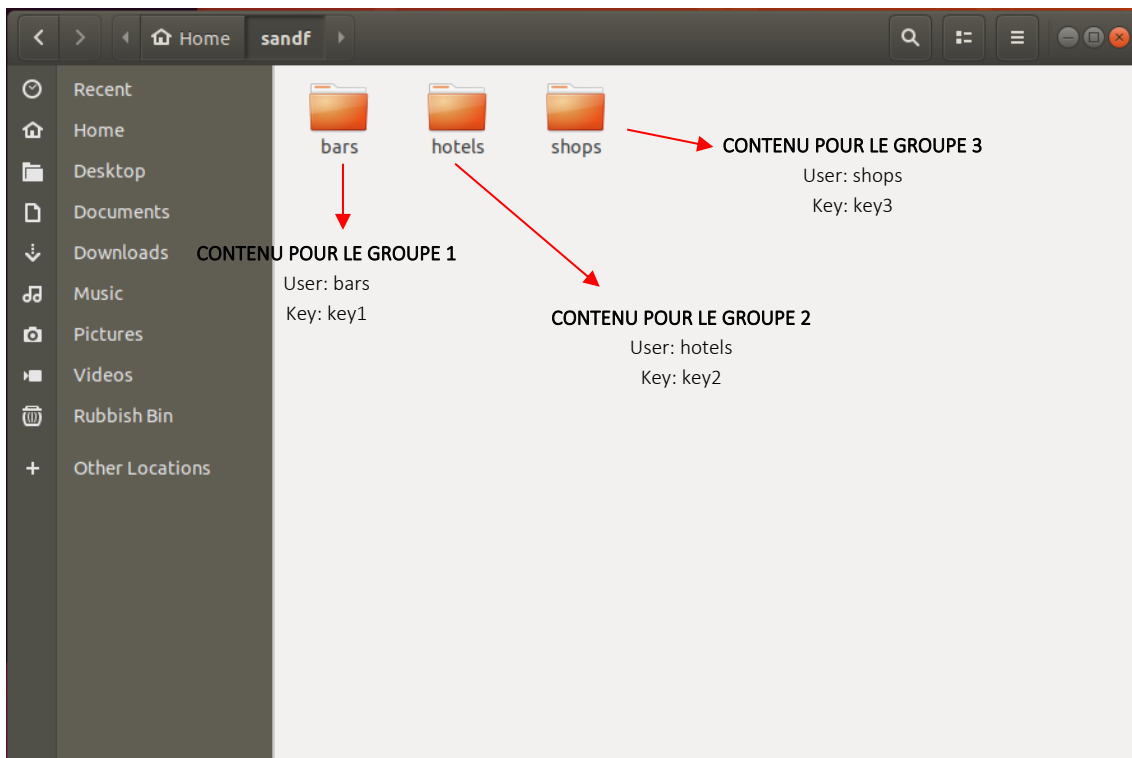 Home sandf
Recent
Home
Desktop
Documents
Downloads
Music
Pictures
Videos
Rubbish Bin
Other Locations
bars hotels shops
CONTENU POUR LE GROUPE 3
User: shops
Key: key3
CONTENU POUR LE GROUPE 1
User: bars
Key: key1
CONTENU POUR LE GROUPE 2
User: hotels
Key: key2